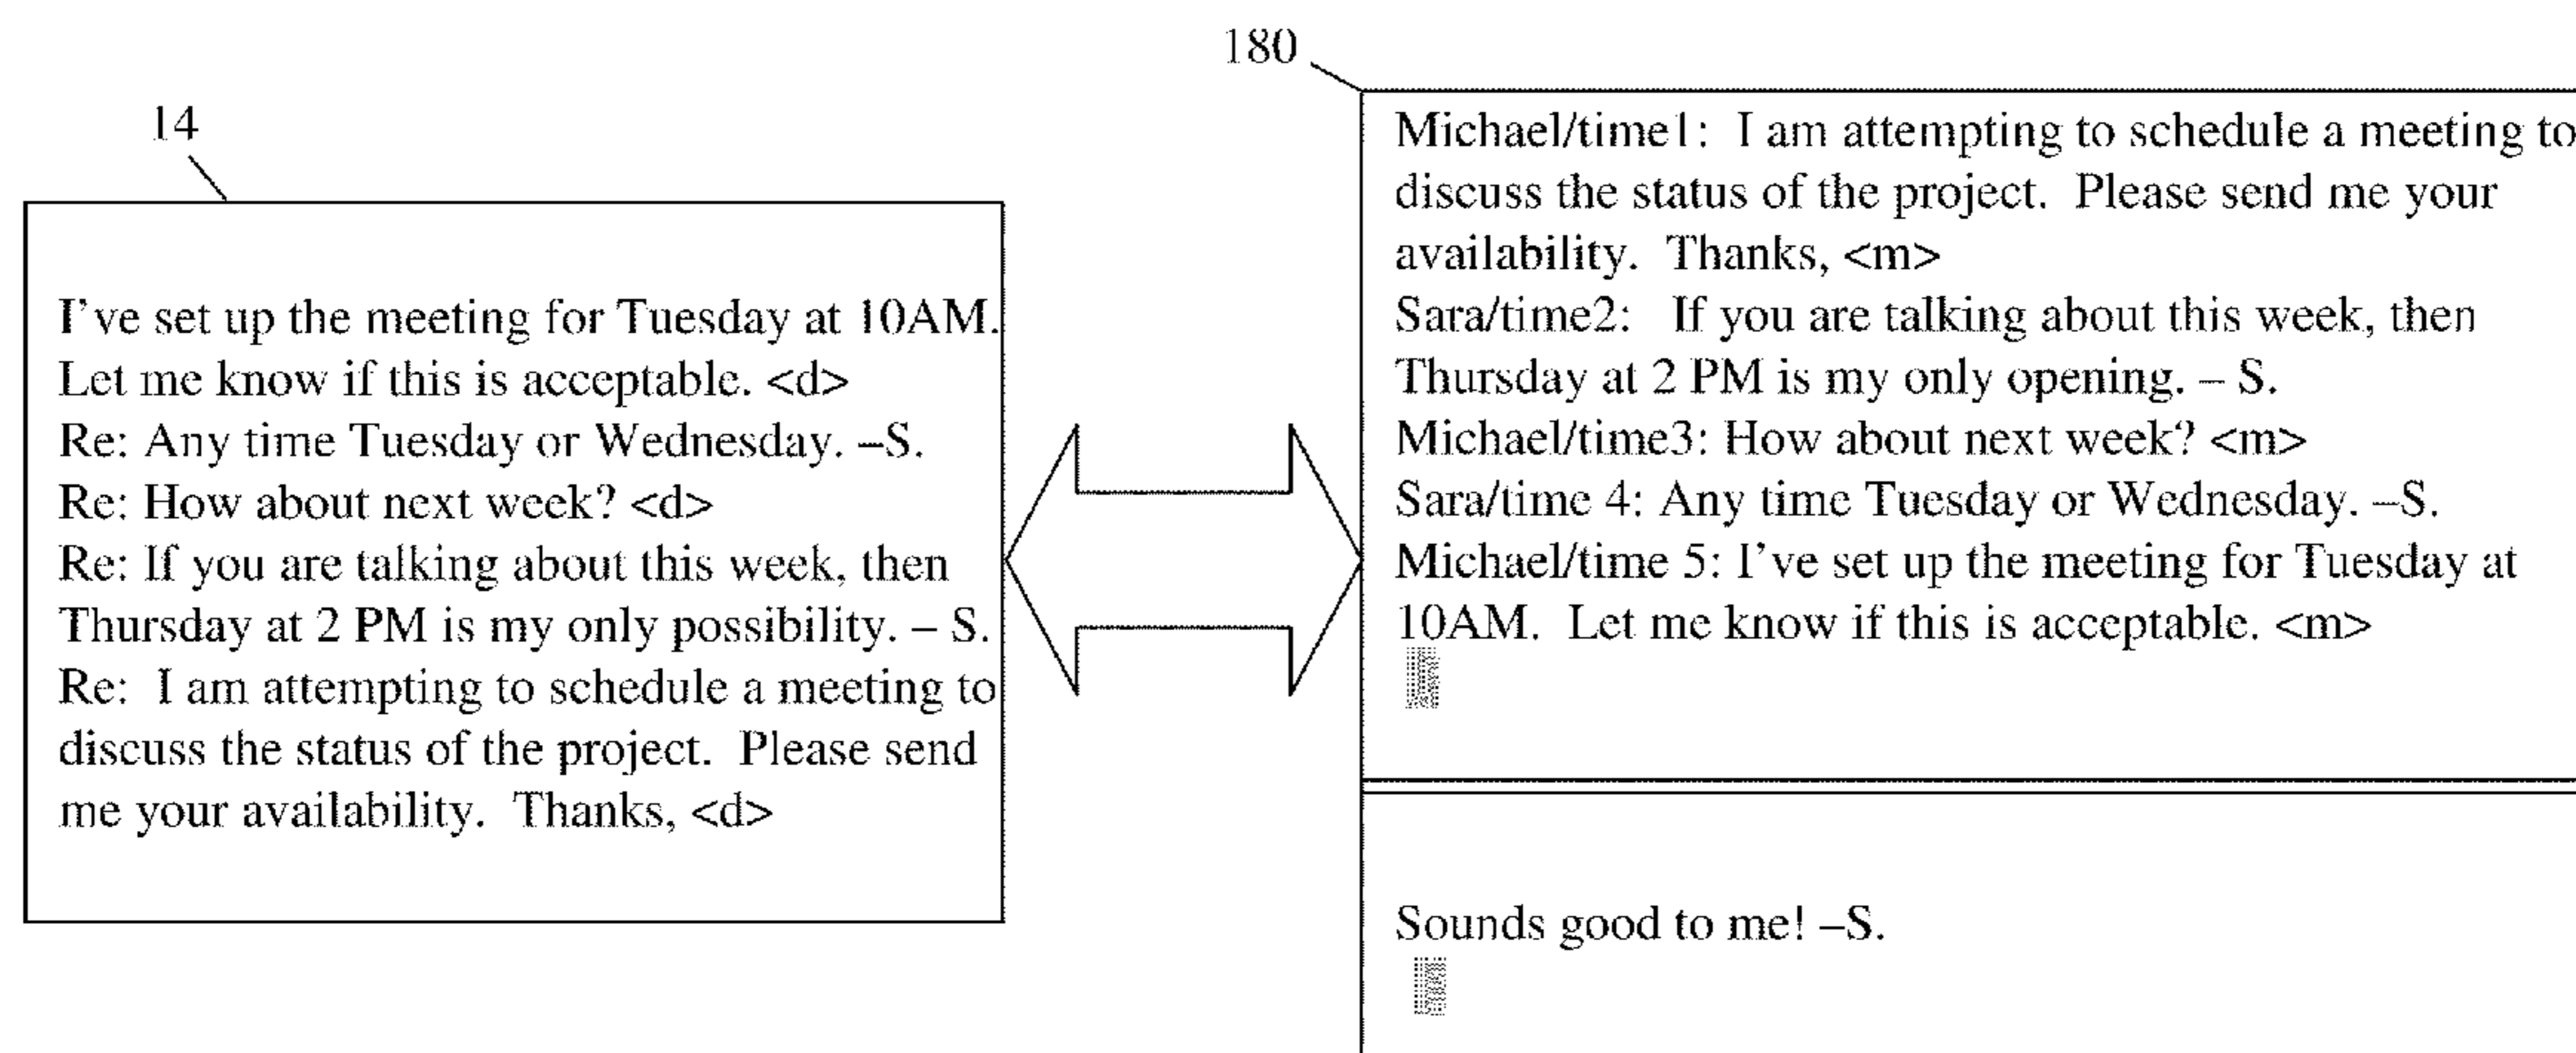 180
14
I've set up the meeting for Tuesday at 10AM.
Let me know if this is acceptable. <d>
Re: Any time Tuesday or Wednesday. –S.
Re: How about next week? <d>
Re: If you are talking about this week, then
Thursday at 2 PM is my only possibility. – S.
Re:  I am attempting to schedule a meeting to
discuss the status of the project.  Please send
me your availability.  Thanks, <d>
Michael/time1:  I am attempting to schedule a meeting to
discuss the status of the project.  Please send me your
availability.  Thanks, <m>
Sara/time2:   If you are talking about this week, then
Thursday at 2 PM is my only opening. – S.
Michael/time3: How about next week? <m>
Sara/time 4: Any time Tuesday or Wednesday. –S.
Michael/time 5: I've set up the meeting for Tuesday at
10AM.  Let me know if this is acceptable. <m>
Sounds good to me! –S.